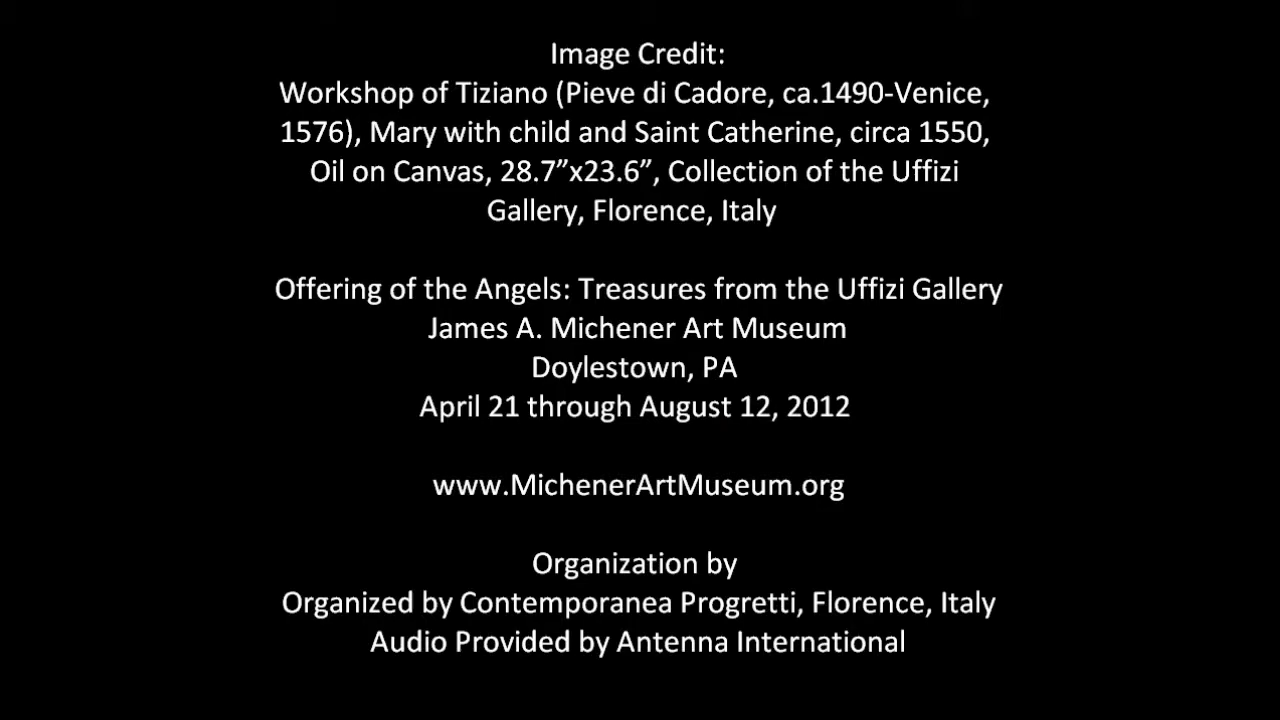 Image Credit:
Workshop of Tiziano (Pieve di Cadore, ca.1490-Venice,
1576), Mary with child and Saint Catherine, circa 1550,
Oil on Canvas, 28.7”x23.6”, Collection of the Uffizi
Gallery, Florence, Italy
Offering of the Angels: Treasures from the Uffizi Gallery
James A. Michener Art Museum
Doylestown, PA
April 21 through August 12, 2012
www.MichenerArtMuseum.org
Organization by
Organized by Contemporanea Progretti, Florence, Italy
Audio Provided by Antenna International